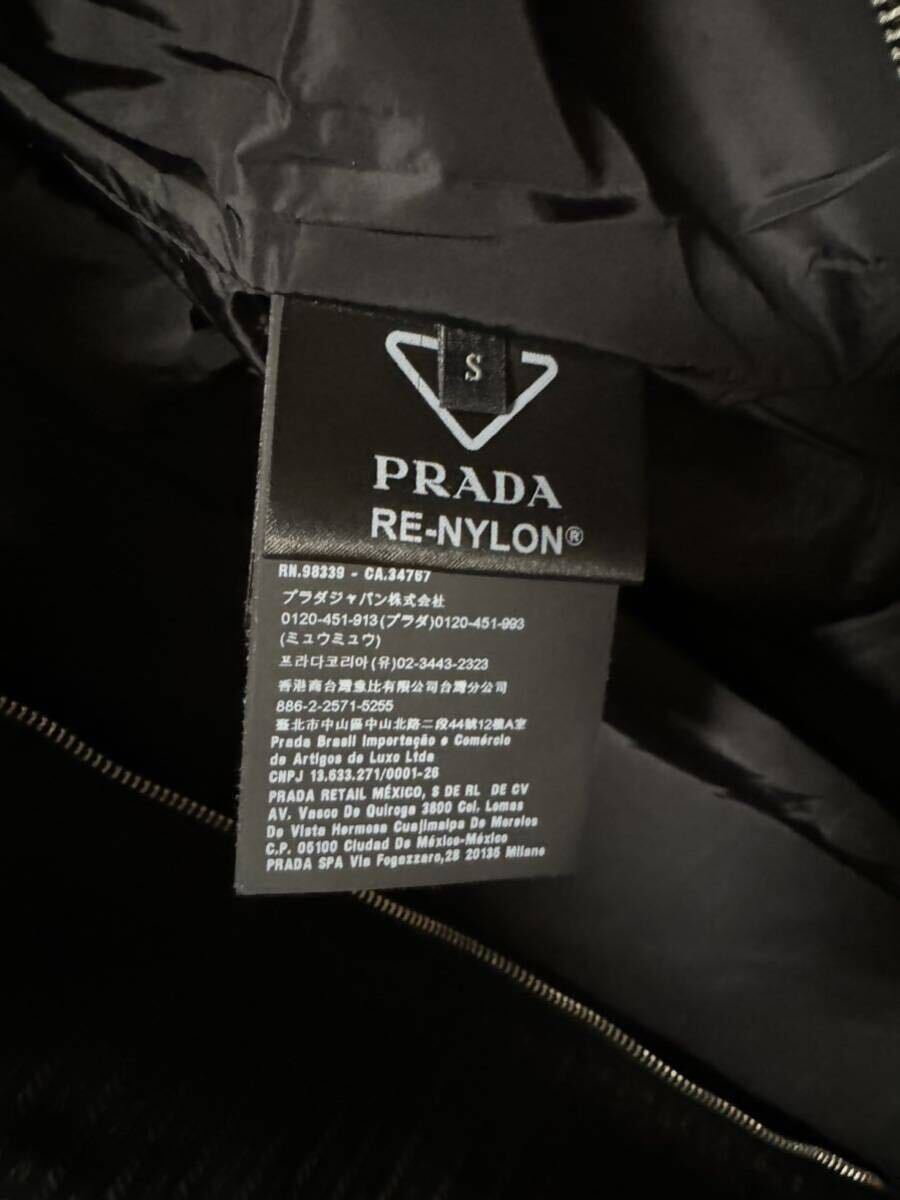 S
PRADA
RE-NYLON®
RN.98339 - CA.34767
プラダジャパン株式会社
0120-451-913(プラダ)0120-451-993
(ミュウミュウ)
프라다코리아(유)02-3443-2323
香港商台灣意比有限公司台灣分公司
886-2-2571-5255
臺北市中山區中山北路二段44號12樓A室
Prada Brasil Importação e Comércio
de Artigos de Luxo Ltda
CNPJ 13.633.271/0001-26
PRADA RETAIL MÉXICO, S DE RL DE CV
AV. Vasco De Quiroga 3800 Col. Lomas
De Vista Hermosa Cuajimalpa De Morelos
C.P. 05100 Ciudad De México-México
PRADA SPA Via Fogazzaro,28 20135 Milano